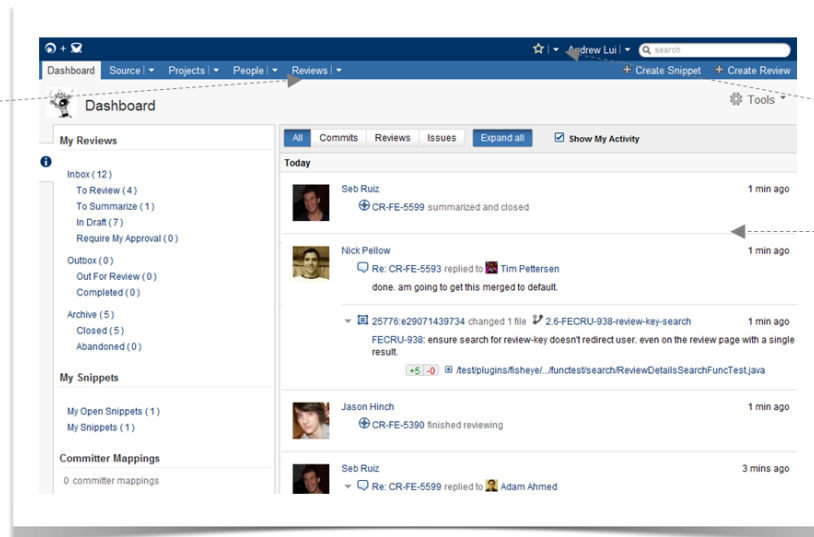 +
Andrew Lui
search
Dashboard Source Projects People Reviews
+ Create Snippet + Create Review
Dashboard
Tools
My Reviews
Inbox (12)
To Review (4)
To Summarize (1)
In Draft (7)
Require My Approval (0)
Outbox (0)
Out For Review (0)
Completed (0)
Archive (5)
Closed (5)
Abandoned (0)
My Snippets
My Open Snippets (1)
My Snippets (1)
Committer Mappings
0 committer mappings
All Commits Reviews Issues Expand all Show My Activity
Today
Seb Ruiz 1 min ago
CR-FE-5599 summarized and closed
Nick Pellow 1 min ago
Re: CR-FE-5593 replied to Tim Pettersen
done. am going to get this merged to default.
25776:e29071439734 changed 1 file 2.6-FECRU-938-review-key-search 1 min ago
FECRU-938: ensure search for review-key doesn't redirect user. even on the review page with a single
result.
+5 -0 /test/plugins/fisheye/.../functest/search/ReviewDetailsSearchFuncTest.java
Jason Hinch 1 min ago
CR-FE-5390 finished reviewing
Seb Ruiz 3 mins ago
Re: CR-FE-5599 replied to Adam Ahmed